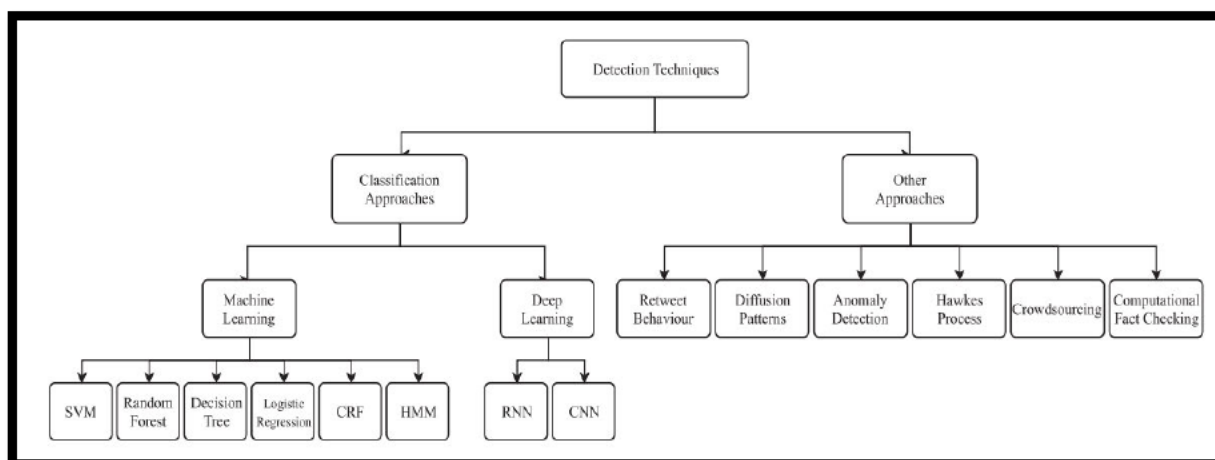 Detection Techniques
Classification
Approaches
Other
Approaches
Machine
Learning
Deep
Learning
Retweet
Behaviour
Diffusion
Patterns
Anomaly
Detection
Hawkes
Process
Crowdsourcing
Computational
Fact Checking
SVM
Random
Forest
Decision
Tree
Logistic
Regression
CRF
HMM
RNN
CNN